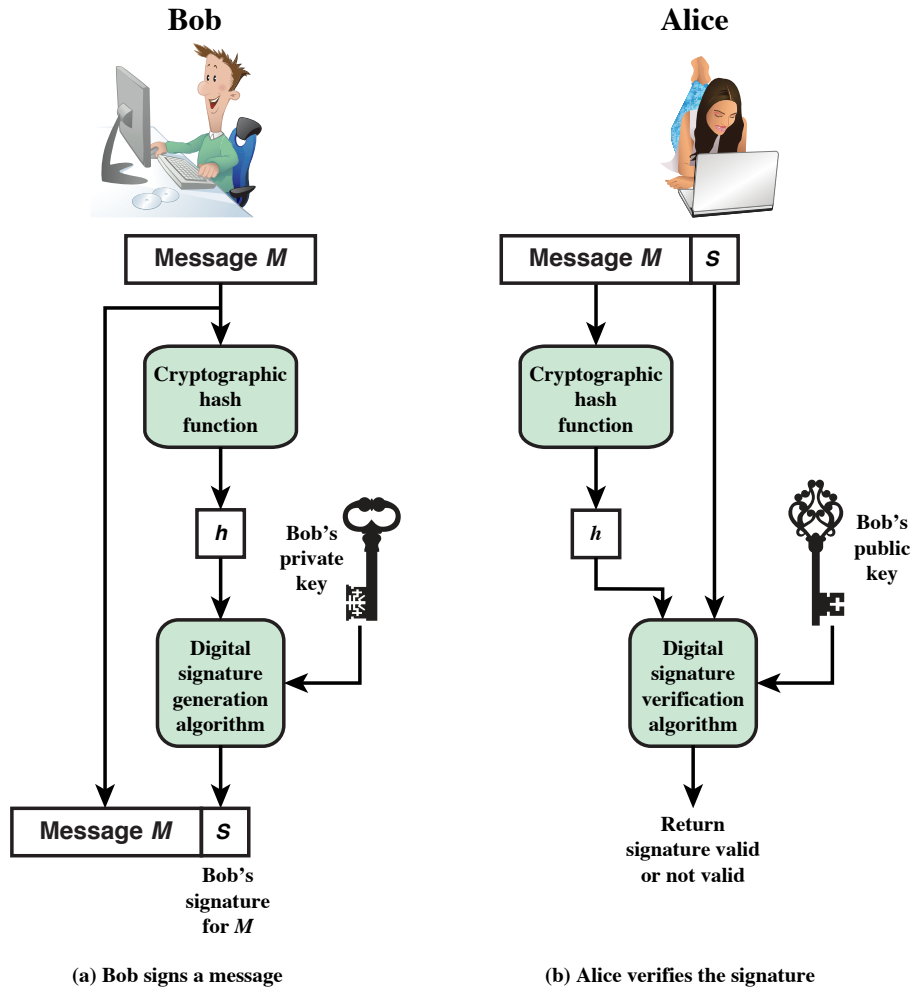 Bob
Message M
Cryptographic
hash
function
h
Bob's
private
key
Digital
signature
generation
algorithm
Message M
S
Bob's
signature
for M
(a) Bob signs a message
Alice
Message M
S
Cryptographic
hash
function
h
Bob's
public
key
Digital
signature
verification
algorithm
Return
signature valid
or not valid
(b) Alice verifies the signature